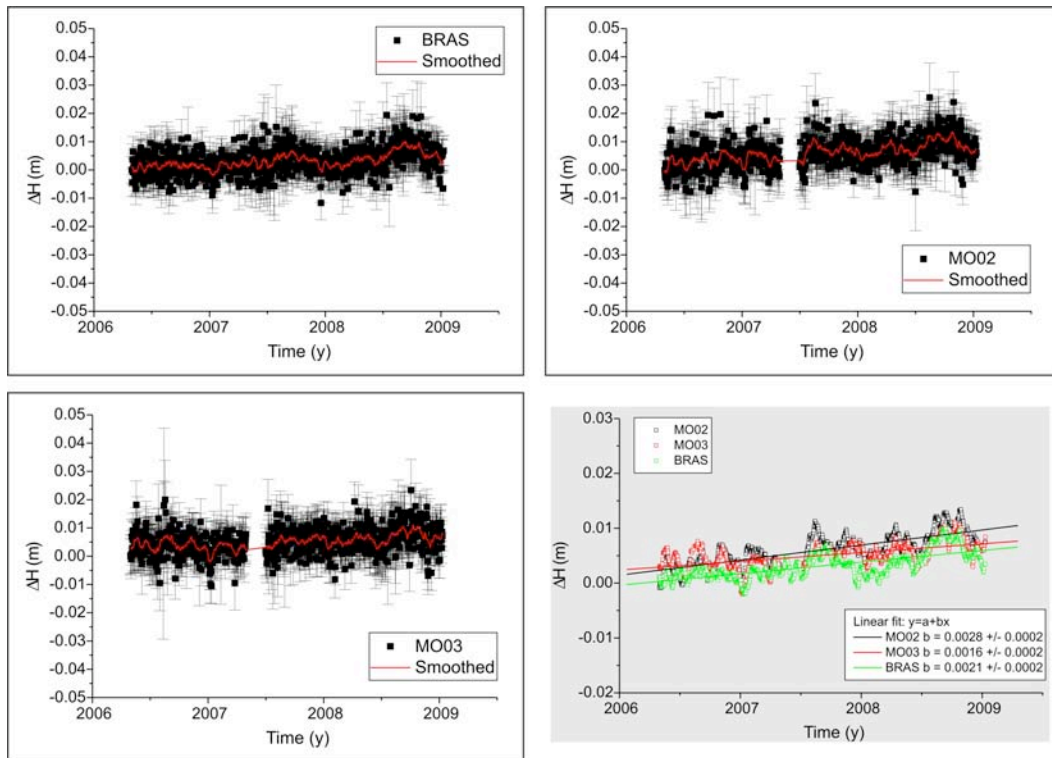 BRAS
Smoothed
0.05
0.04
0.03
0.02
0.01
0.00
-0.01
-0.02
-0.03
-0.04
-0.05
ΔH (m)
2006
2007
2008
2009
Time (y)
0.05
0.04
0.03
0.02
0.01
0.00
-0.01
-0.02
-0.03
-0.04
-0.05
ΔH (m)
MO02
Smoothed
2006
2007
2008
2009
Time (y)
0.05
0.04
0.03
0.02
0.01
0.00
-0.01
-0.02
-0.03
-0.04
-0.05
ΔH (m)
MO03
Smoothed
2006
2007
2008
2009
Time (y)
0.03
0.02
0.01
0.00
-0.01
-0.02
ΔH (m)
MO02
MO03
BRAS
Linear fit: y=a+bx
MO02 b = 0.0028 +/- 0.0002
MO03 b = 0.0016 +/- 0.0002
BRAS b = 0.0021 +/- 0.0002
2006
2007
2008
2009
Time (y)